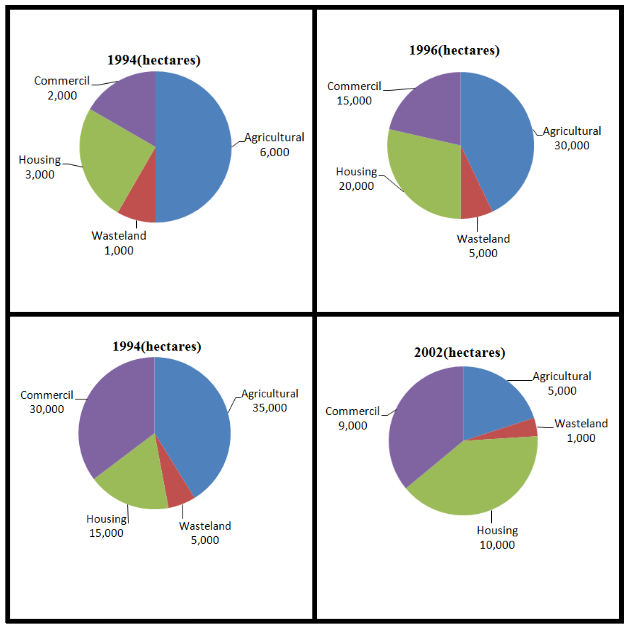 1994(hectares)
Commercil
2,000
Agricultural
6,000
Housing
3,000
Wasteland
1,000
1996(hectares)
Commercil
15,000
Agricultural
30,000
Housing
20,000
Wasteland
5,000
1994(hectares)
Commercil
30,000
Agricultural
35,000
Housing
15,000
Wasteland
5,000
2002(hectares)
Agricultural
5,000
Commercil
9,000
Wasteland
1,000
Housing
10,000